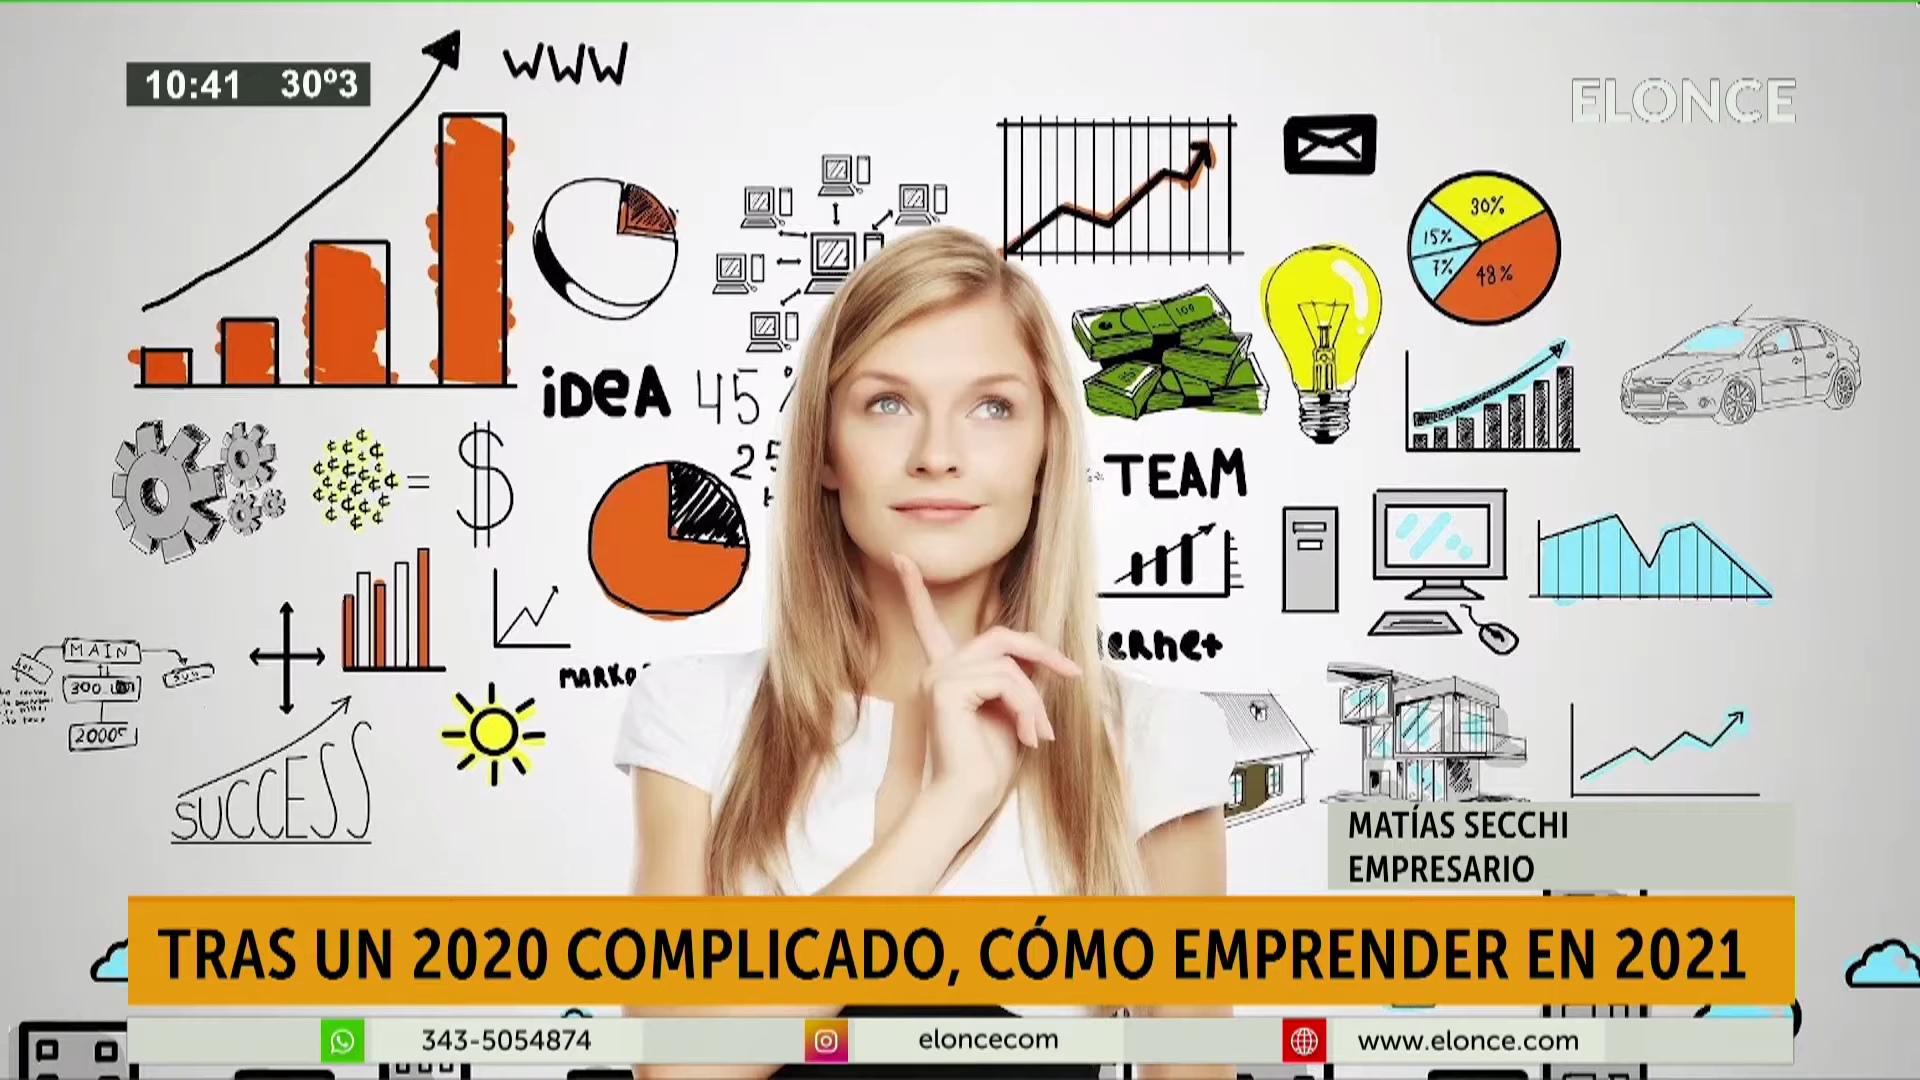 10:41 30º3
WWW
ELONCE
30%
15%
7%
48%
100
iDeA
45
TEAM
MAIN
300
SUCCESS
MATÍAS SECCHI
EMPRESARIO
TRAS UN 2020 COMPLICADO, CÓMO EMPRENDER EN 2021
343-5054874
eloncecom
www.elonce.com